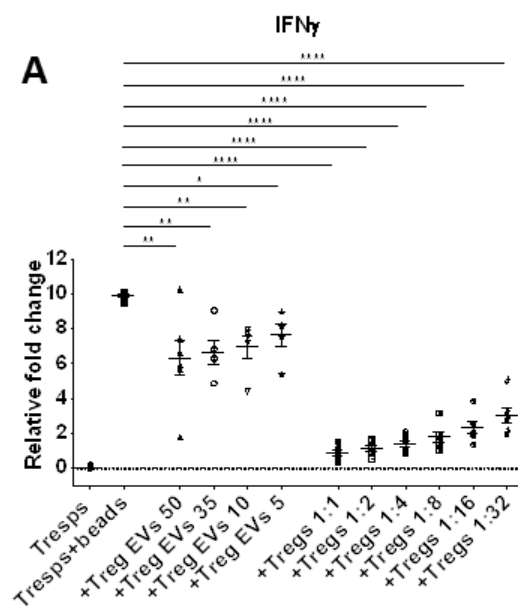 IFNγ
A
****
****
****
****
****
****
*
**
**
**
Relative fold change
12
10
8
6
4
2
0
Tresps
Tresps+beads
+Treg EVs 50
+Treg EVs 35
+Treg EVs 10
+Treg EVs 5
+Tregs 1:1
+Tregs 1:2
+Tregs 1:4
+Tregs 1:8
+Tregs 1:16
+Tregs 1:32